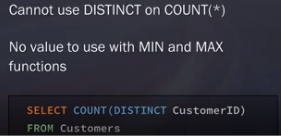 Cannot use DISTINCT on COUNT(*)
No value to use with MIN and MAX
functions
SELECT COUNT(DISTINCT CustomerID)
FROM Customers